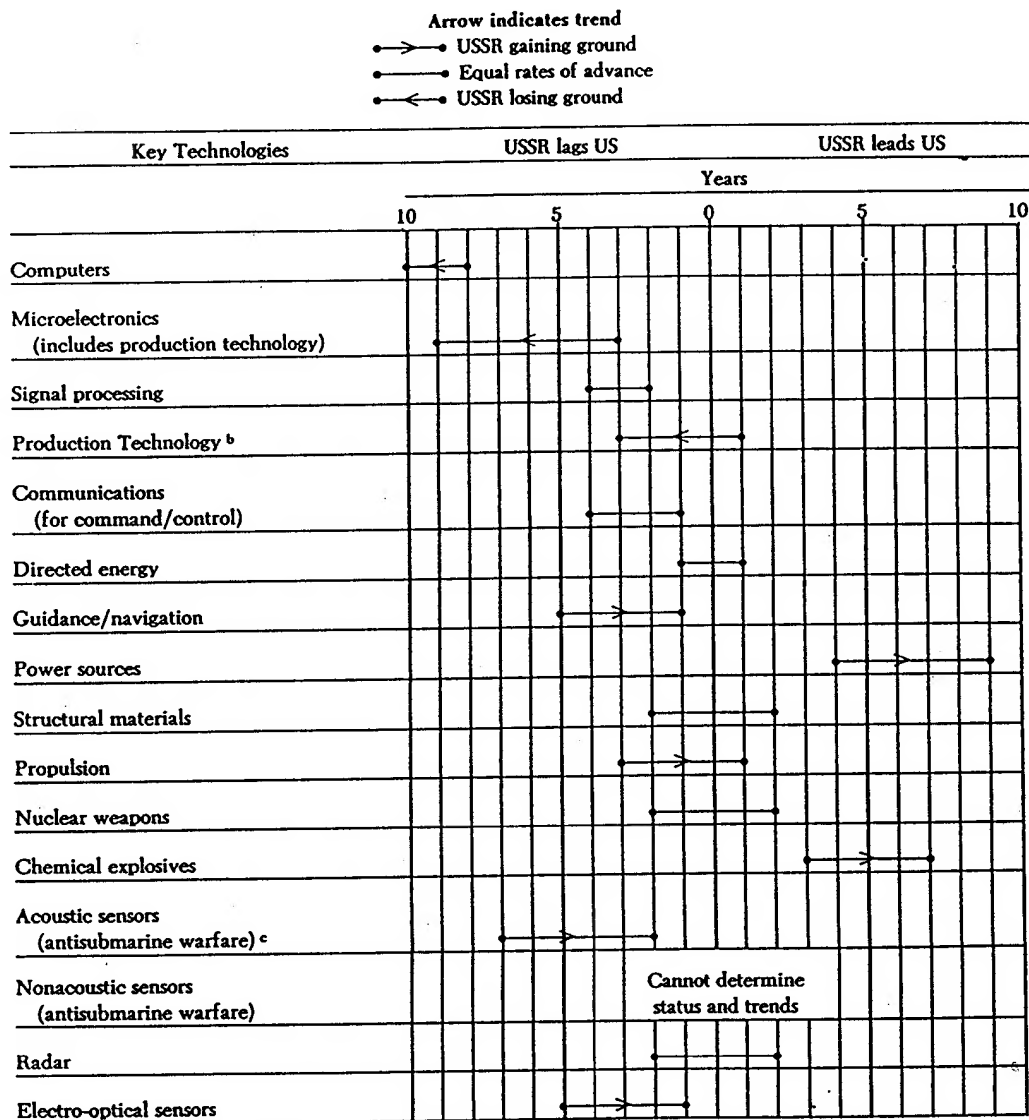 Arrow indicates trend
USSR gaining ground
Equal rates of advance
USSR losing ground
Key Technologies USSR lags US USSR leads US
Years
10 5 0 5 10
Computers
Microelectronics
(includes production technology)
Signal processing
Production Technology b
Communications
(for command/control)
Directed energy
Guidance/navigation
Power sources
Structural materials
Propulsion
Nuclear weapons
Chemical explosives
Acoustic sensors
(antisubmarine warfare) c
Nonacoustic sensors
(antisubmarine warfare)
Cannot determine
status and trends
Radar
Electro-optical sensors